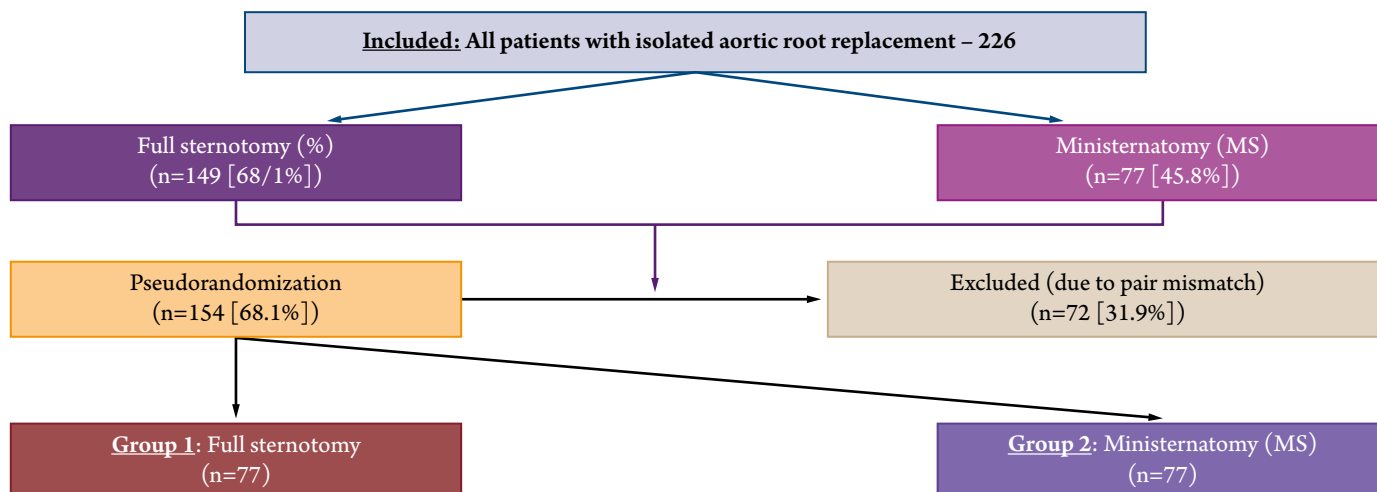 Included: All patients with isolated aortic root replacement – 226
Full sternotomy (%)
(n=149 [68/1%])
Ministernatomy (MS)
(n=77 [45.8%])
Pseudorandomization
(n=154 [68.1%])
Excluded (due to pair mismatch)
(n=72 [31.9%])
Group 1: Full sternotomy
(n=77)
Group 2: Ministernatomy (MS)
(n=77)